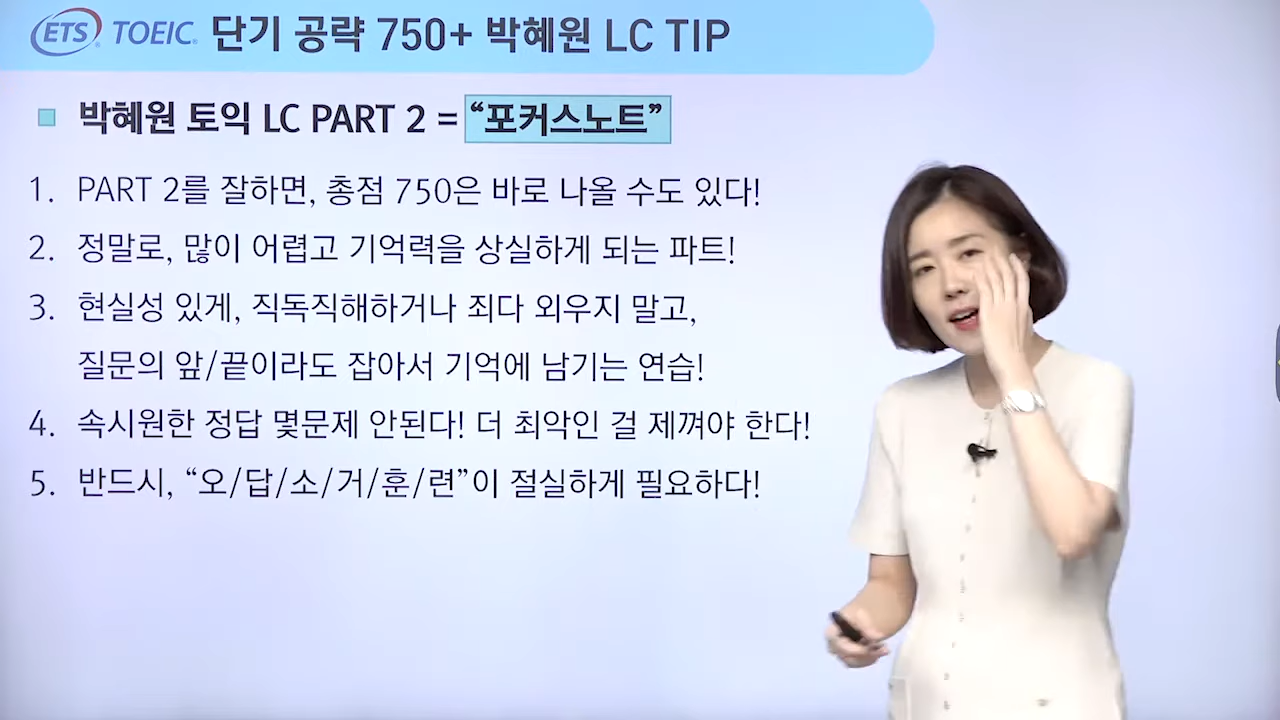 ETS TOEIC 단기 공략 750+ 박혜원 LC TIP
박혜원 토익 LC PART 2 = “포커스노트”
1. PART 2를 잘하면, 총점 750은 바로 나올 수도 있다!
2. 정말로, 많이 어렵고 기억력을 상실하게 되는 파트!
3. 현실성 있게, 직독직해하거나 죄다 외우지 말고,
질문의 앞/끝이라도 잡아서 기억에 남기는 연습!
4. 속시원한 정답 몇문제 안된다! 더 최악인 걸 제껴야 한다!
5. 반드시, “오/답/소/거/훈/련”이 절실하게 필요하다!